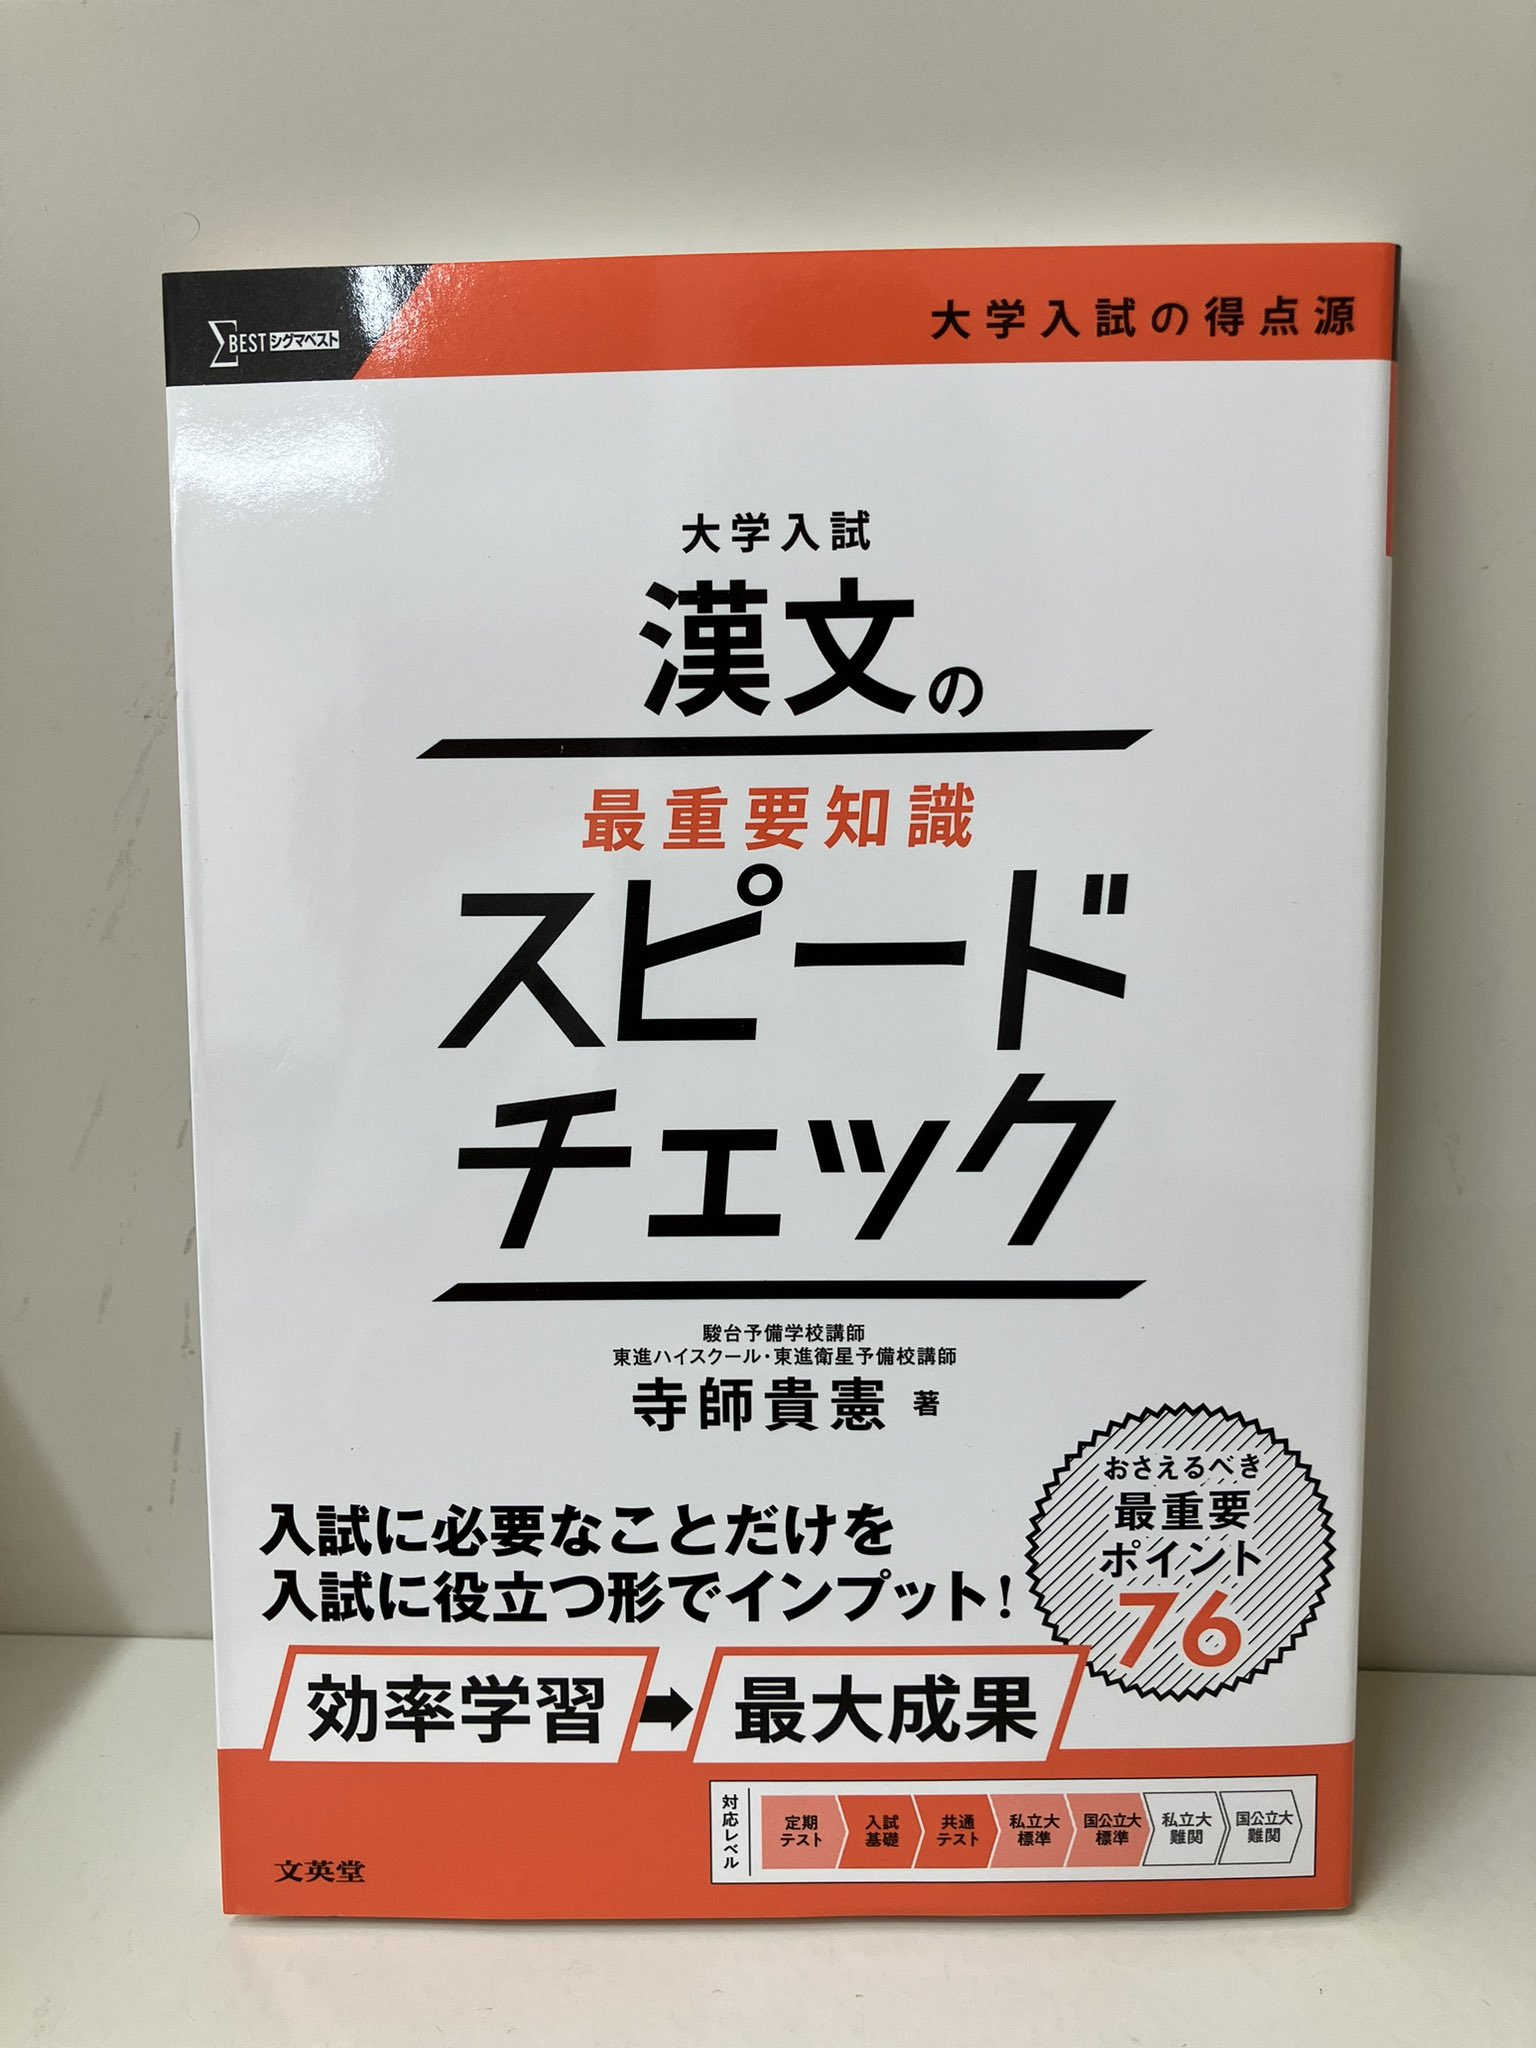 ΣBEST シグマベスト
大学入試の得点源
大学入試
漢文の
最重要知識
スピード
チェック
駿台予備学校講師
東進ハイスクール・東進衛星予備校講師
寺師貴憲 著
入試に必要なことだけを
入試に役立つ形でインプット!
おさえるべき
最重要
ポイント
76
効率学習➡最大成果
対応レベル
定期
テスト
入試
基礎
共通
テスト
私立大
標準
国公立大
標準
私立大
難関
国公立大
難関
文英堂